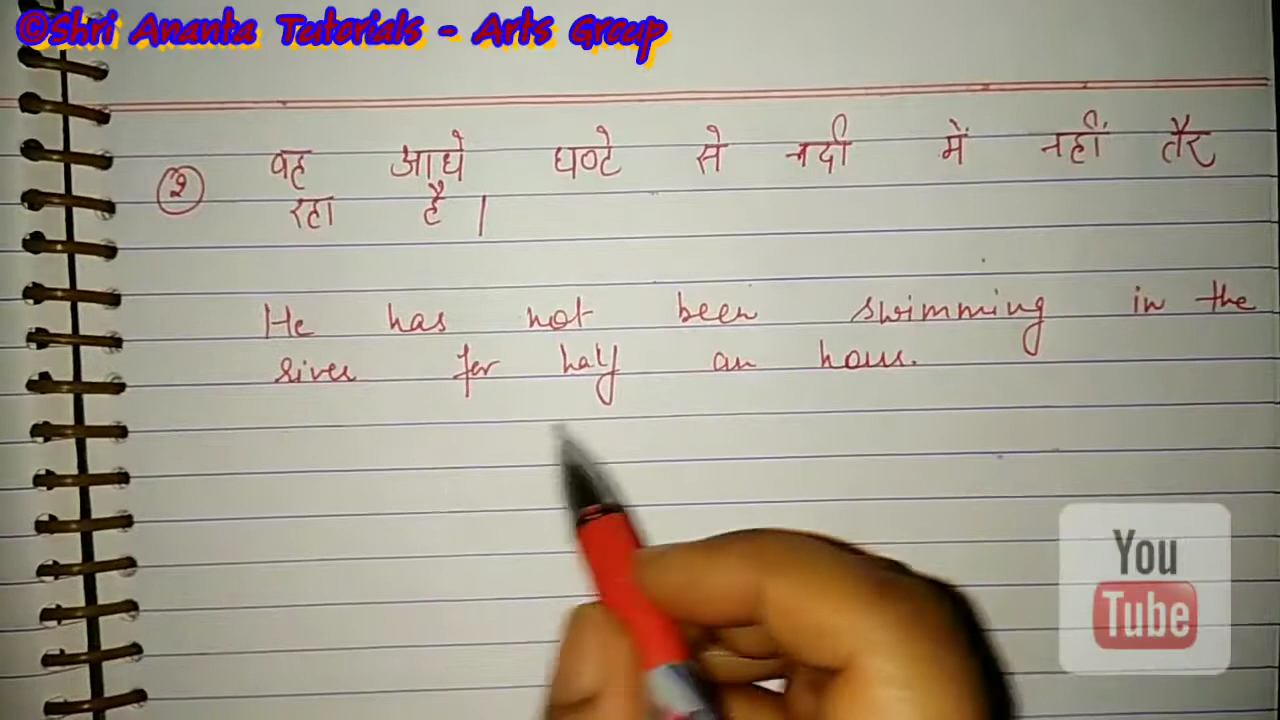 ©Shri Ananta Tutorials - Arts Group
२ वह आधे घण्टे से नदी में नहीं तैर
रहा है ।
He has not been swimming in the
river for half an hour.
You
Tube